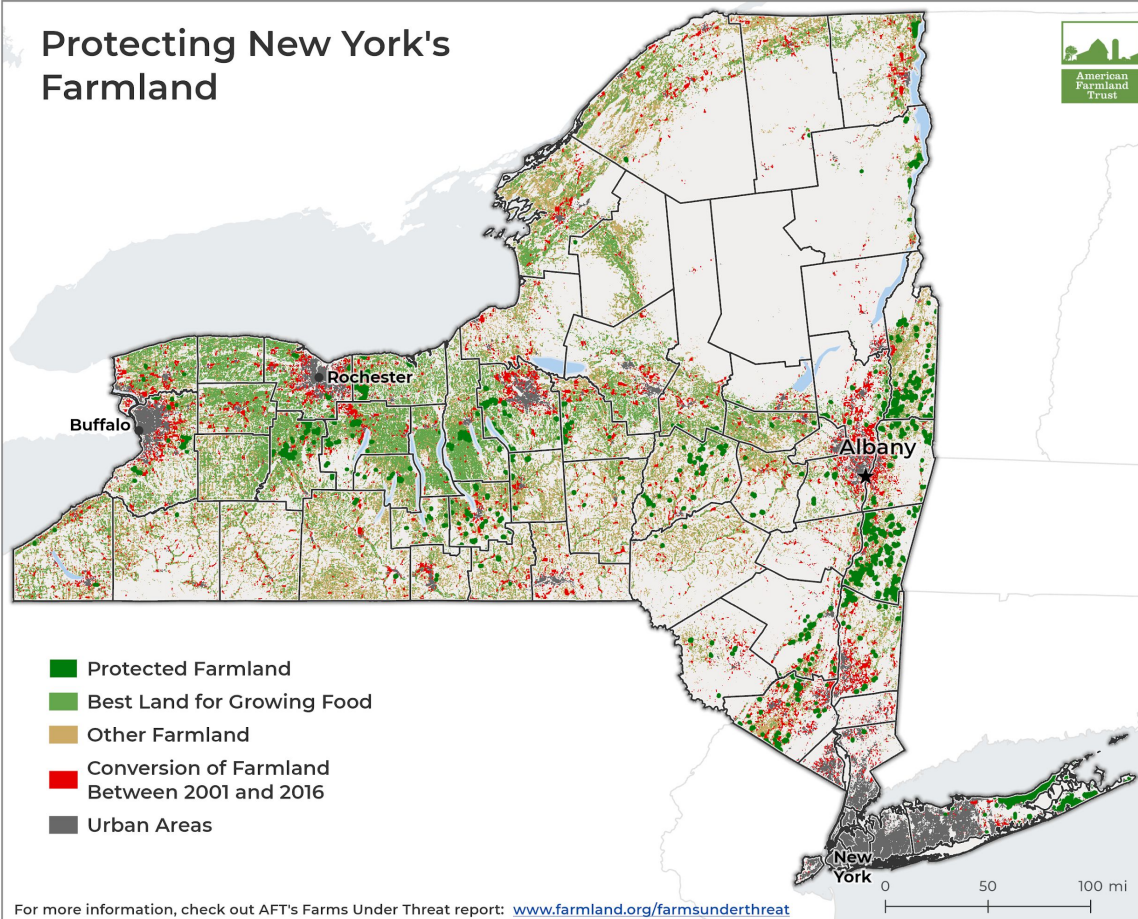 Protecting New York's
Farmland
American
Farmland
Trust
Rochester
Buffalo
Albany
Protected Farmland
Best Land for Growing Food
Other Farmland
Conversion of Farmland
Between 2001 and 2016
Urban Areas
New
York
0 50 100 mi
For more information, check out AFT's Farms Under Threat report: www.farmland.org/farmsunderthreat